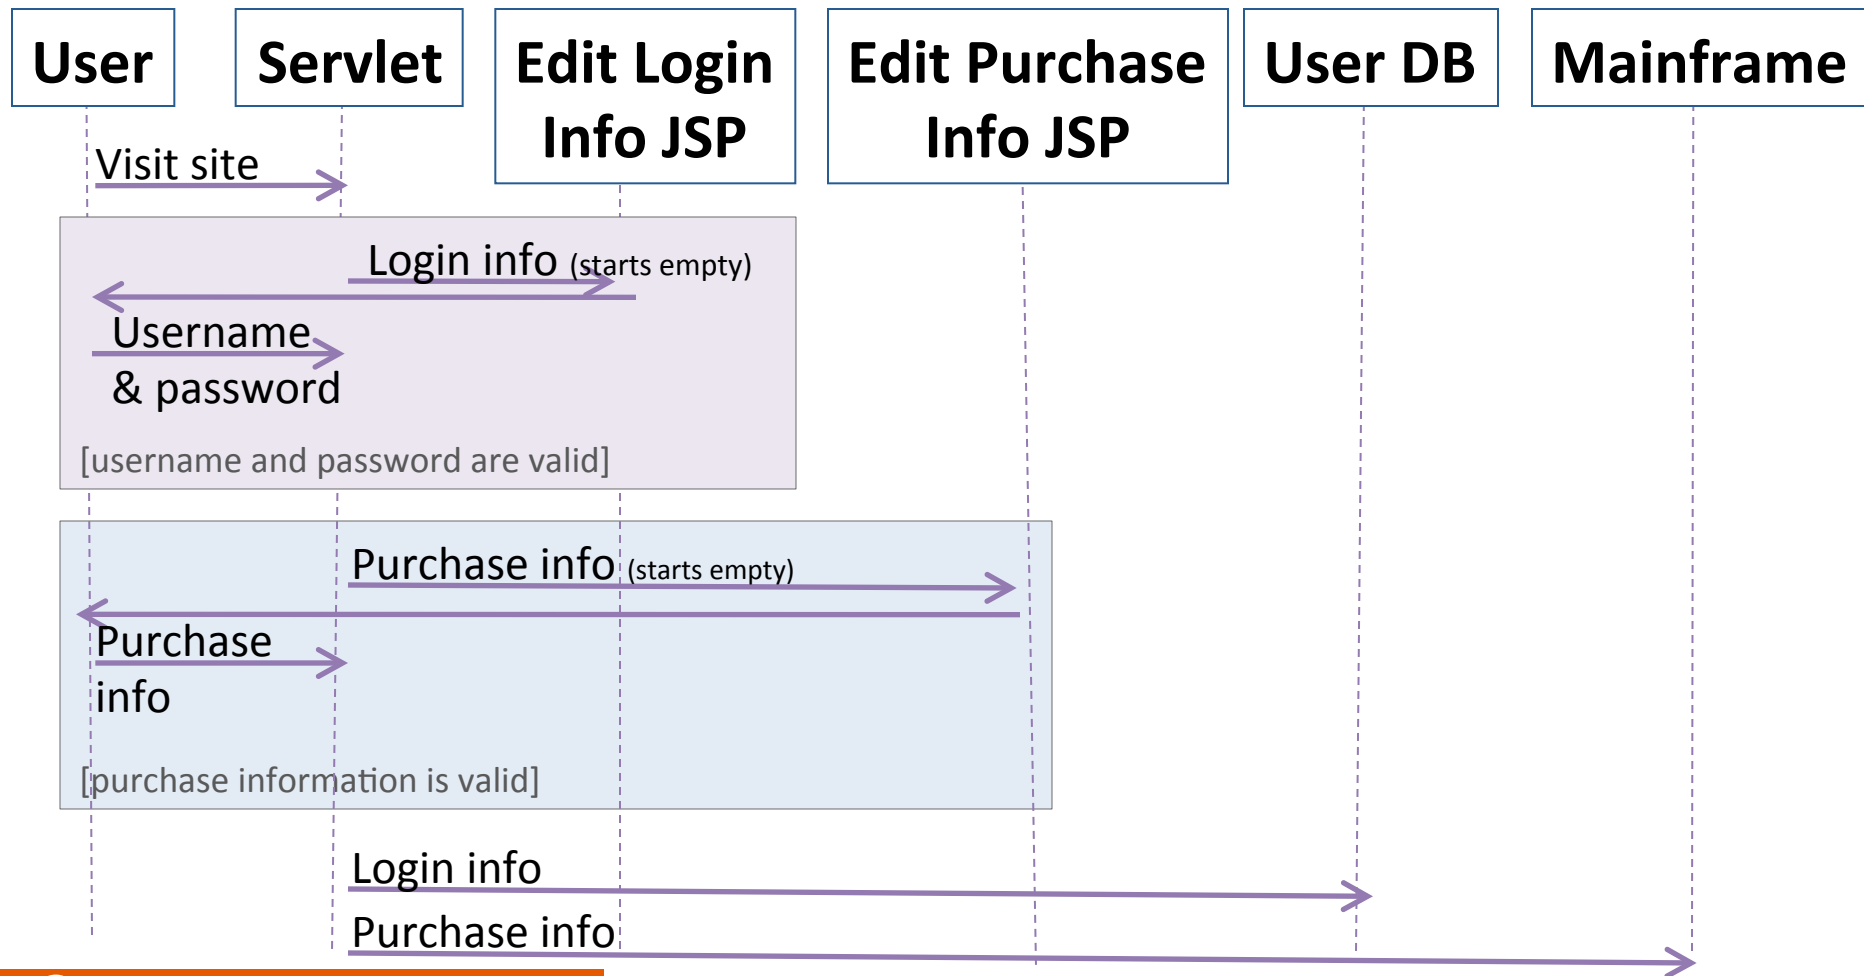 User
Servlet
Edit Login
Info JSP
Edit Purchase
Info JSP
User DB
Mainframe
Visit site
Login info (starts empty)
Username
& password
[username and password are valid]
Purchase info (starts empty)
Purchase
info
[purchase information is valid]
Login info
Purchase info